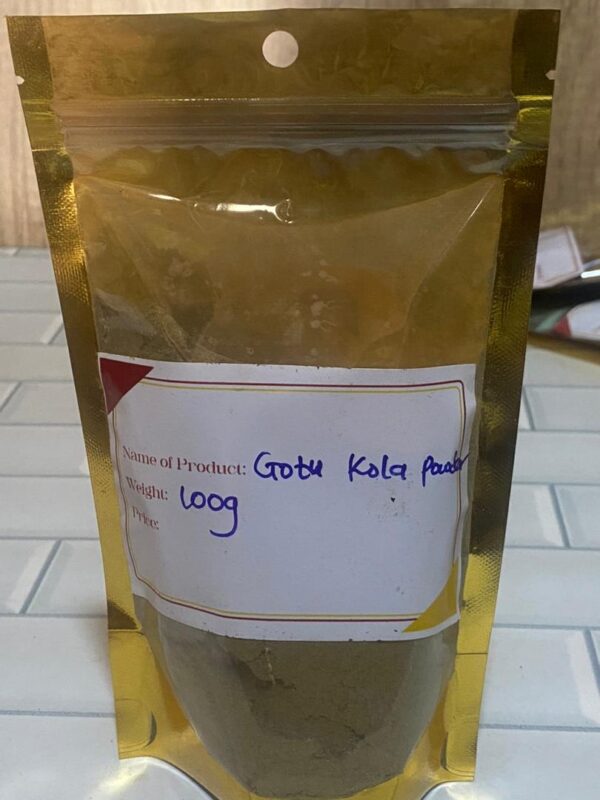 Name of Product: Gotu Kola Powder
Weight: 100g
Price: